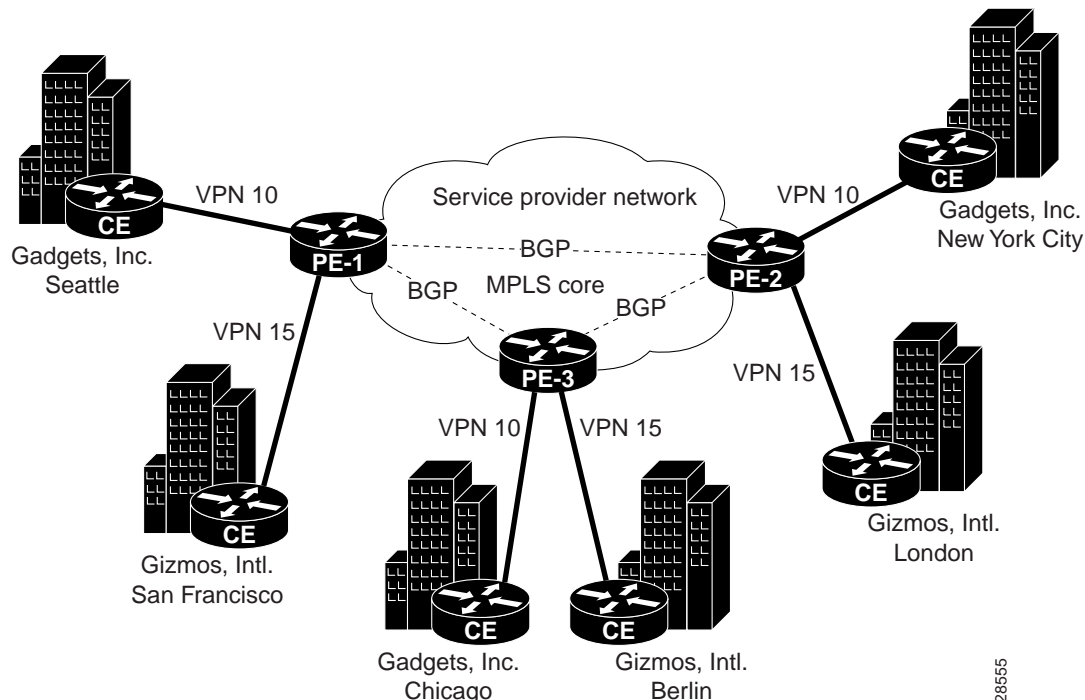 Service provider network
VPN 10
CE
Gadgets, Inc.
Seattle
PE-1
BGP
MPLS core
BGP
BGP
PE-2
VPN 10
CE
Gadgets, Inc.
New York City
VPN 15
CE
Gizmos, Intl.
San Francisco
PE-3
VPN 10
VPN 15
VPN 15
CE
Gizmos, Intl.
London
CE
Gadgets, Inc.
Chicago
CE
Gizmos, Intl.
Berlin
28555